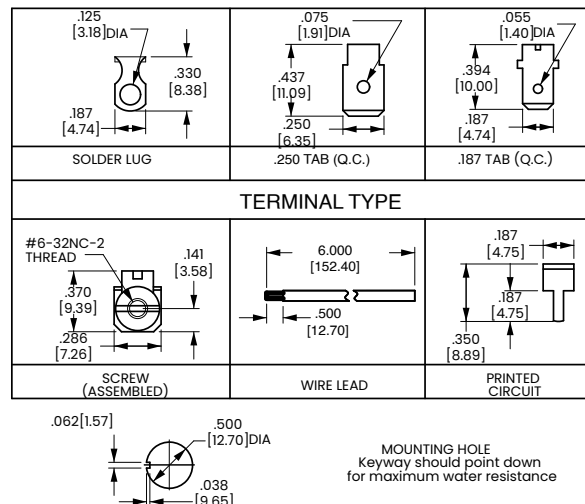 .125
[3.18]DIA
.330
[8.38]
.187
[4.74]
SOLDER LUG
.075
[1.91]DIA
.437
[11.09]
.250
[6.35]
.250 TAB (Q.C.)
.055
[1.40]DIA
.394
[10.00]
.187
[4.74]
.187 TAB (Q.C.)
TERMINAL TYPE
#6-32NC-2
THREAD
.141
[3.58]
.370
[9.39]
.286
[7.26]
SCREW
(ASSEMBLED)
6.000
[152.40]
.500
[12.70]
WIRE LEAD
.187
[4.75]
.187
[4.75]
.350
[8.89]
PRINTED
CIRCUIT
.062[1.57]
.500
[12.70]DIA
.038
[9.65]
MOUNTING HOLE
Keyway should point down
for maximum water resistance